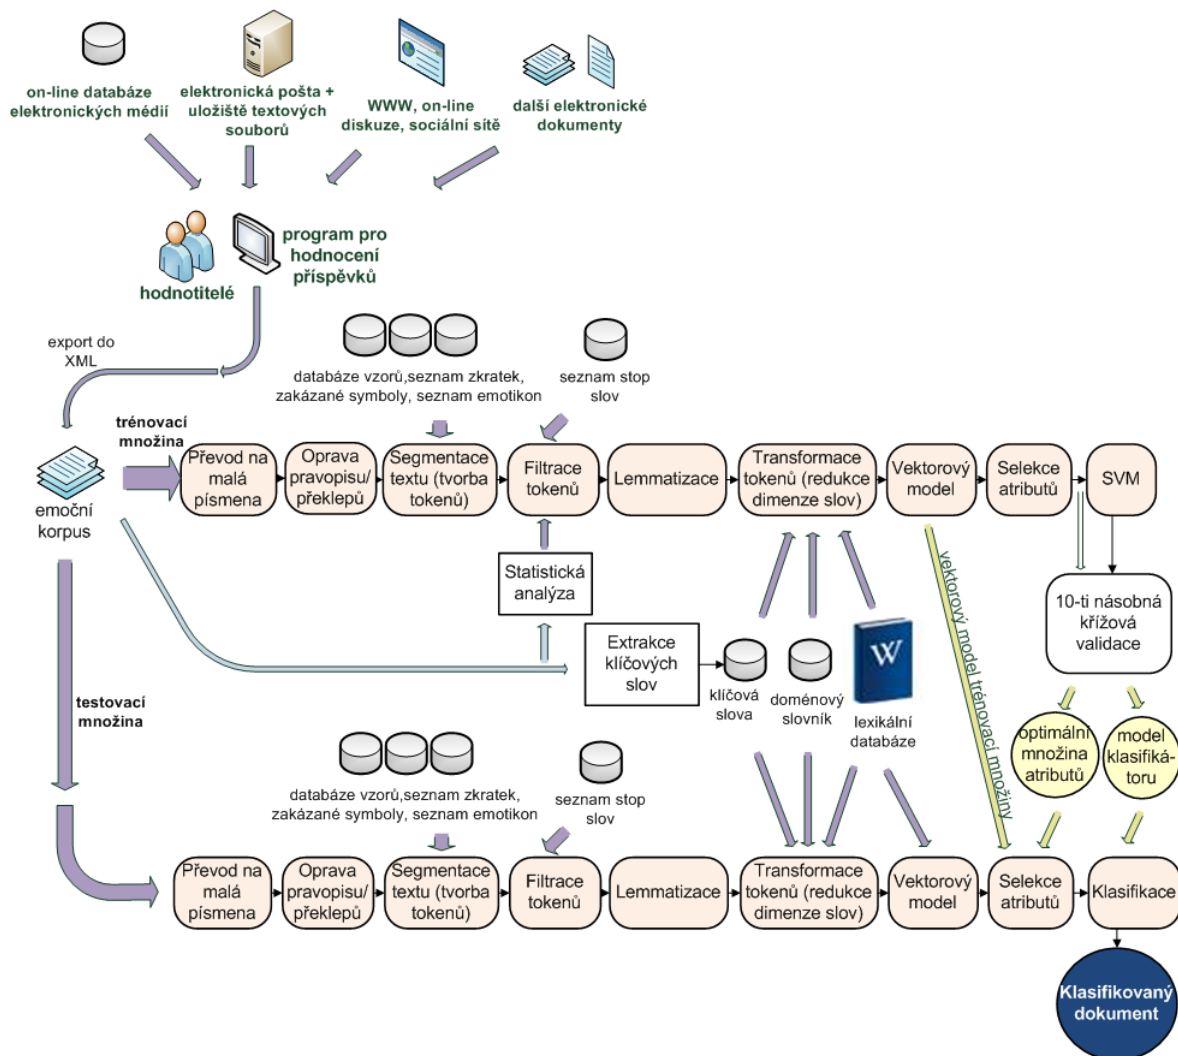 on-line databáze
elektronických médií
elektronická pošta +
uložiště textových
souborů
WWW, on-line
diskuze, sociální sítě
další elektronické
dokumenty
hodnotitelé
program pro
hodnocení
příspěvků
export do
XML
databáze vzorů,seznam zkratek,
zakázané symboly, seznam emotikon
seznam stop
slov
trénovací
množina
emoční
korpus
Převod na
malá
písmena
Oprava
pravopisu/
překlepů
Segmentace
textu (tvorba
tokenů)
Filtrace
tokenů
Lemmatizace
Transformace
tokenů (redukce
dimenze slov)
Vektorový
model
Selekce
atributů
SVM
Statistická
analýza
10-ti násobná
křížová
validace
Extrakce
klíčových
slov
klíčová
slova
doménový
slovník
W
lexikální
databáze
vektorový model trénovací množiny
optimální
množina
atributů
model
klasifiká-
toru
testovací
množina
databáze vzorů,seznam zkratek,
zakázané symboly, seznam emotikon
seznam stop
slov
Převod na
malá
písmena
Oprava
pravopisu/
překlepů
Segmentace
textu (tvorba
tokenů)
Filtrace
tokenů
Lemmatizace
Transformace
tokenů (redukce
dimenze slov)
Vektorový
model
Selekce
atributů
Klasifikace
Klasifikovaný
dokument